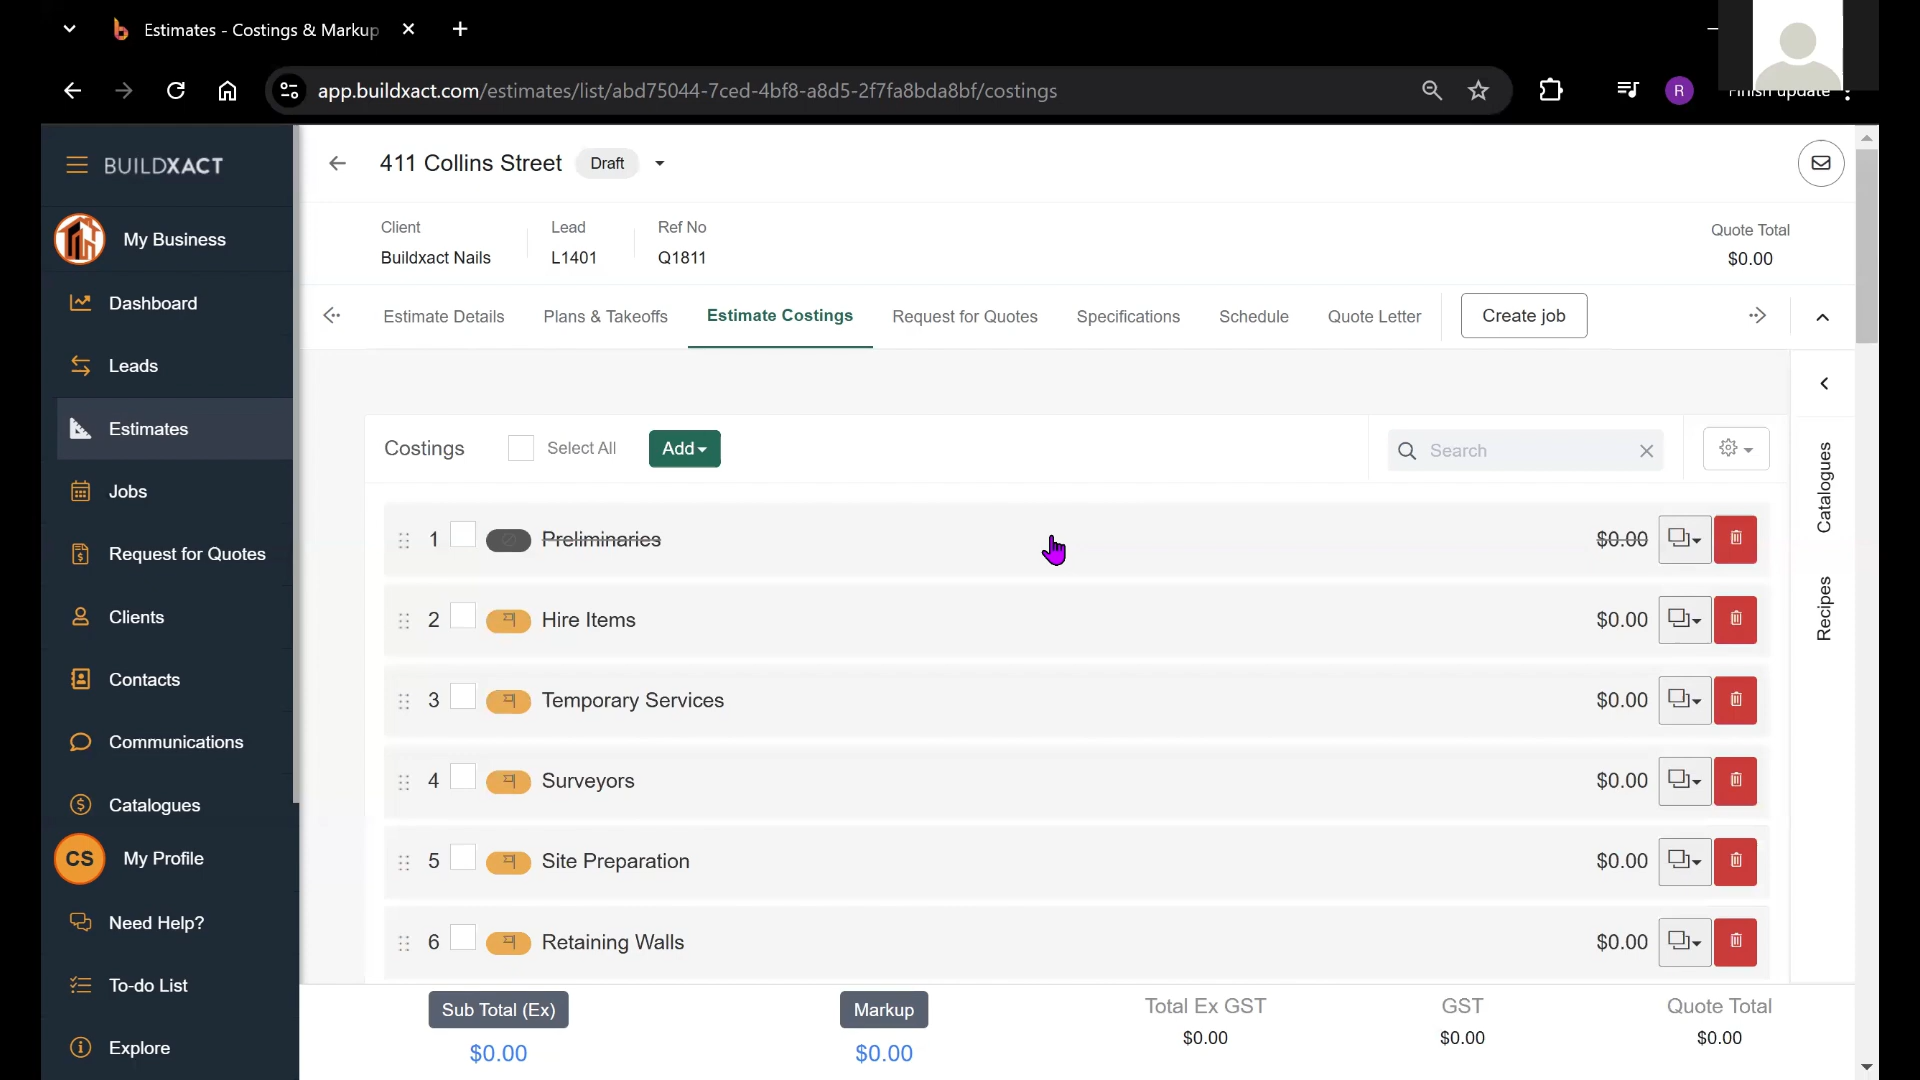 Estimates - Costings & Markup
app.buildxact.com/estimates/list/abd75044-7ced-4bf8-a8d5-2f7fa8bda8bf/costings
R
Finish update
BUILDXACT
My Business
Dashboard
Leads
Estimates
Jobs
Request for Quotes
Clients
Contacts
Communications
Catalogues
CS
My Profile
Need Help?
To-do List
Explore
411 Collins Street
Draft
Client
Lead
Ref No
Buildxact Nails
L1401
Q1811
Quote Total
$0.00
Estimate Details
Plans & Takeoffs
Estimate Costings
Request for Quotes
Specifications
Schedule
Quote Letter
Create job
Costings
Select All
Add
Search
1 Preliminaries $0.00
2 Hire Items $0.00
3 Temporary Services $0.00
4 Surveyors $0.00
5 Site Preparation $0.00
6 Retaining Walls $0.00
Catalogues
Recipes
Sub Total (Ex)
$0.00
Markup
$0.00
Total Ex GST
$0.00
GST
$0.00
Quote Total
$0.00